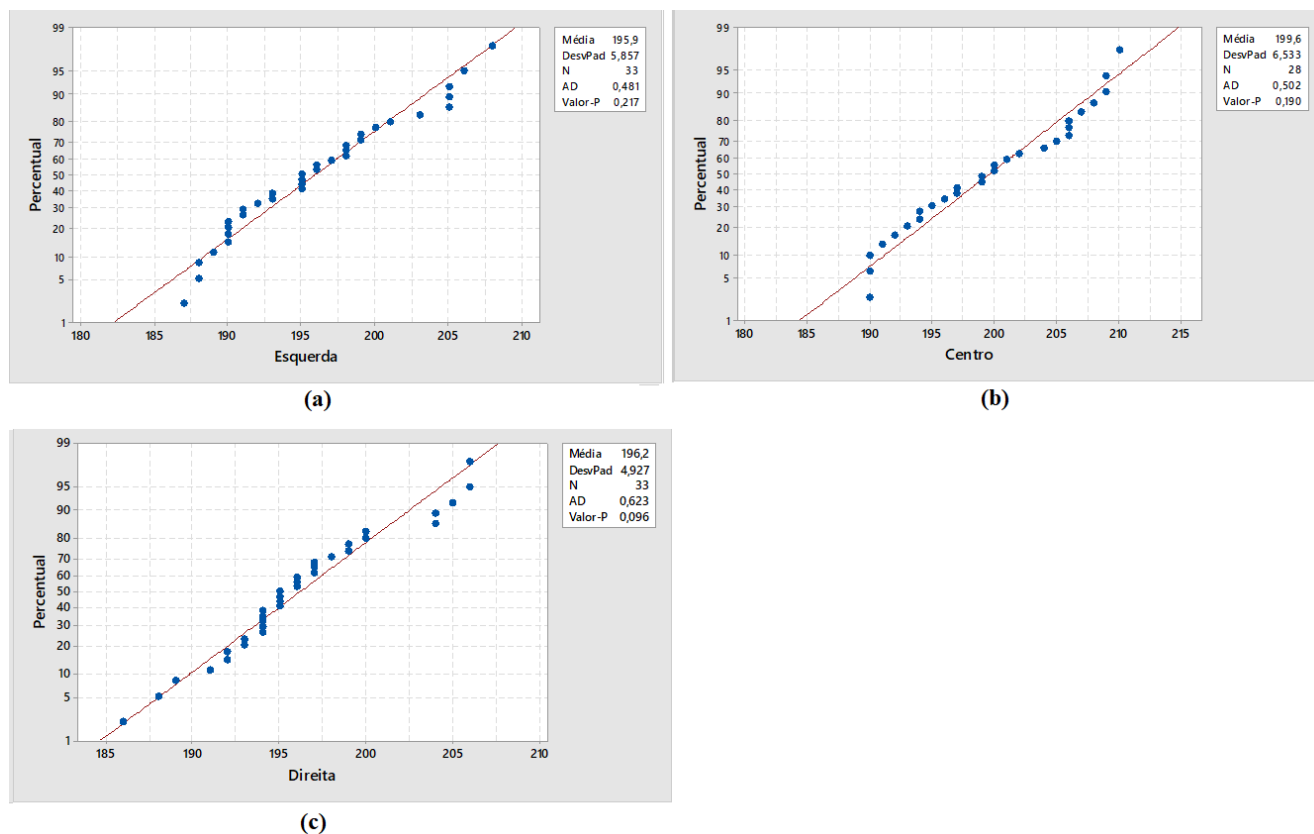 99
95
90
80
70
60
50
40
30
20
10
5
1
Percentual
180 185 190 195 200 205 210
Esquerda
Média 195,9
DesvPad 5,857
N 33
AD 0,481
Valor-P 0,217
(a)
99
95
90
80
70
60
50
40
30
20
10
5
1
Percentual
180 185 190 195 200 205 210 215
Centro
Média 199,6
DesvPad 6,533
N 28
AD 0,502
Valor-P 0,190
(b)
99
95
90
80
70
60
50
40
30
20
10
5
1
Percentual
185 190 195 200 205 210
Direita
Média 196,2
DesvPad 4,927
N 33
AD 0,623
Valor-P 0,096
(c)